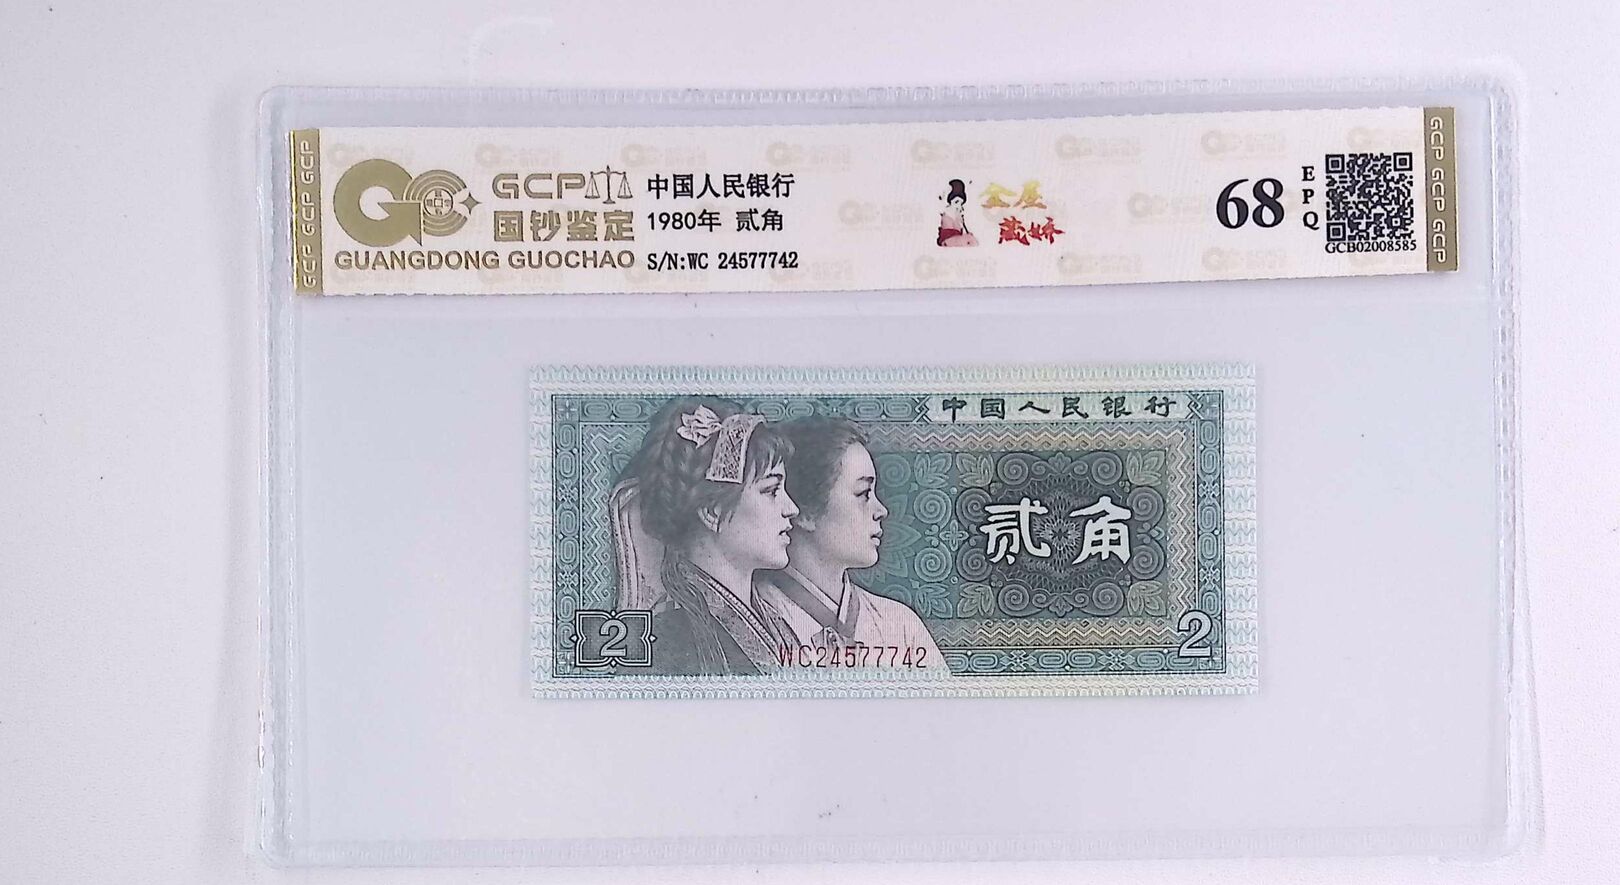 GCP GCP GCP
GCP
国钞鉴定
GUANGDONG GUOCHAO
中国人民银行
1980年 贰角
S/N:WC 24577742
金屋
藏娇
68
EPQ
GCB02008585
GCP GCP GCP
中国人民银行
贰角
2
WC24577742
2